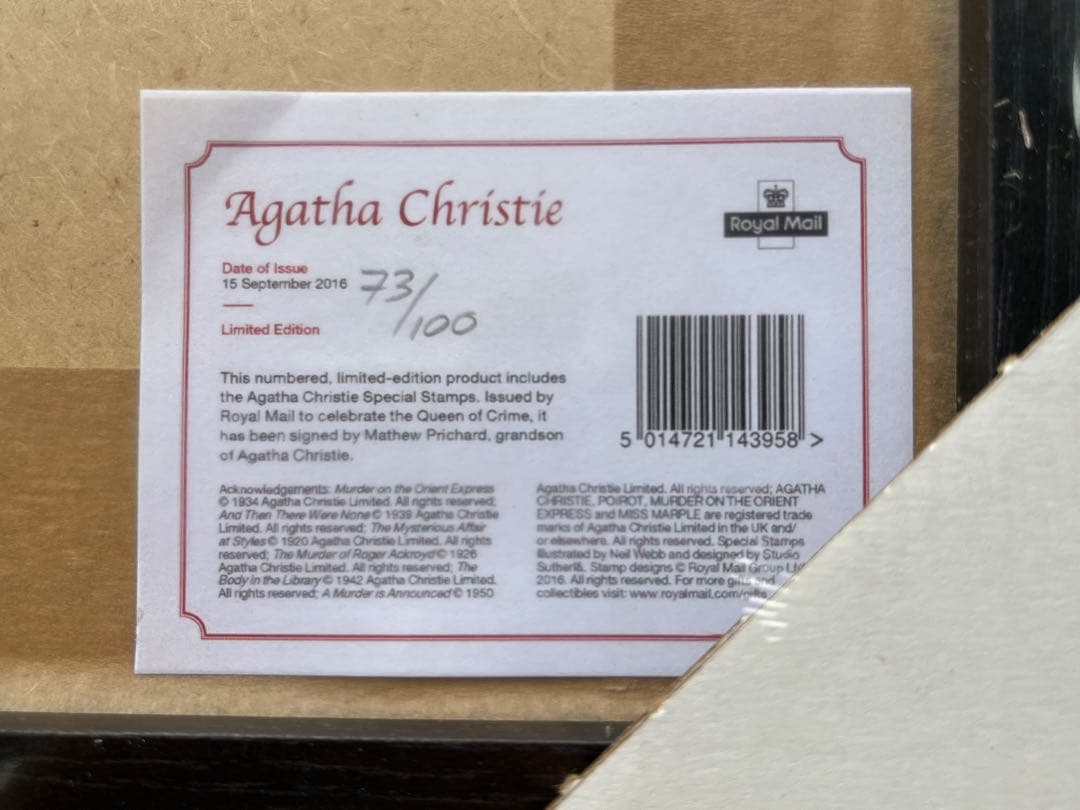 Agatha Christie
Royal Mail
Date of Issue
15 September 2016
73/100
Limited Edition
This numbered, limited-edition product includes
the Agatha Christie Special Stamps. Issued by
Royal Mail to celebrate the Queen of Crime, it
has been signed by Mathew Prichard, grandson
of Agatha Christie.
5 014721 143958 >
Acknowledgements: Murder on the Orient Express
© 1934 Agatha Christie Limited. All rights reserved;
And Then There Were None © 1939 Agatha Christie
Limited. All rights reserved; The Mysterious Affair
at Styles © 1920 Agatha Christie Limited. All rights
reserved; The Murder of Roger Ackroyd © 1926
Agatha Christie Limited. All rights reserved; The
Body in the Library © 1942 Agatha Christie Limited.
All rights reserved; A Murder is Announced © 1950
Agatha Christie Limited. All rights reserved; AGATHA
CHRISTIE, POIROT, MURDER ON THE ORIENT
EXPRESS and MISS MARPLE are registered trade
marks of Agatha Christie Limited in the UK and/
or elsewhere. All rights reserved. Special Stamps
illustrated by Neil Webb and designed by Studio
Sutherl&. Stamp designs © Royal Mail Group Ltd
2016. All rights reserved. For more gifts and
collectibles visit: www.royalmail.com/gifts